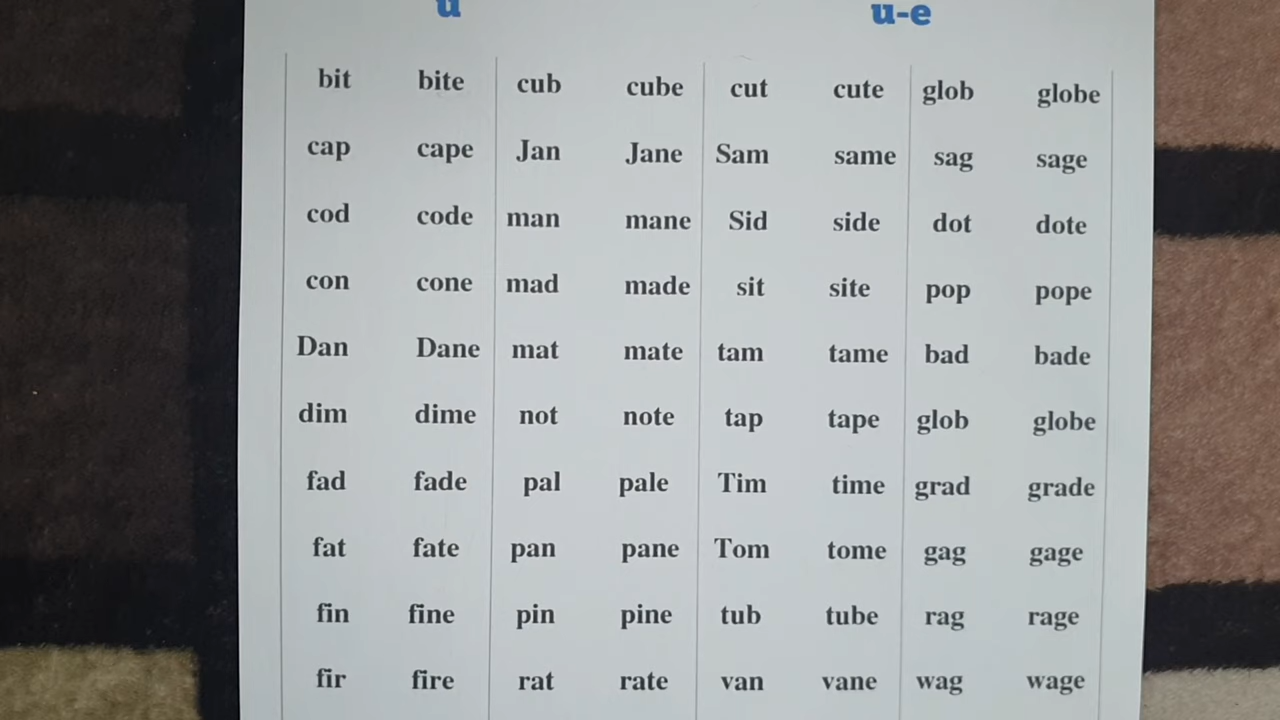 u u-e
bit bite cub cube cut cute glob globe
cap cape Jan Jane Sam same sag sage
cod code man mane Sid side dot dote
con cone mad made sit site pop pope
Dan Dane mat mate tam tame bad bade
dim dime not note tap tape glob globe
fad fade pal pale Tim time grad grade
fat fate pan pane Tom tome gag gage
fin fine pin pine tub tube rag rage
fir fire rat rate van vane wag wage